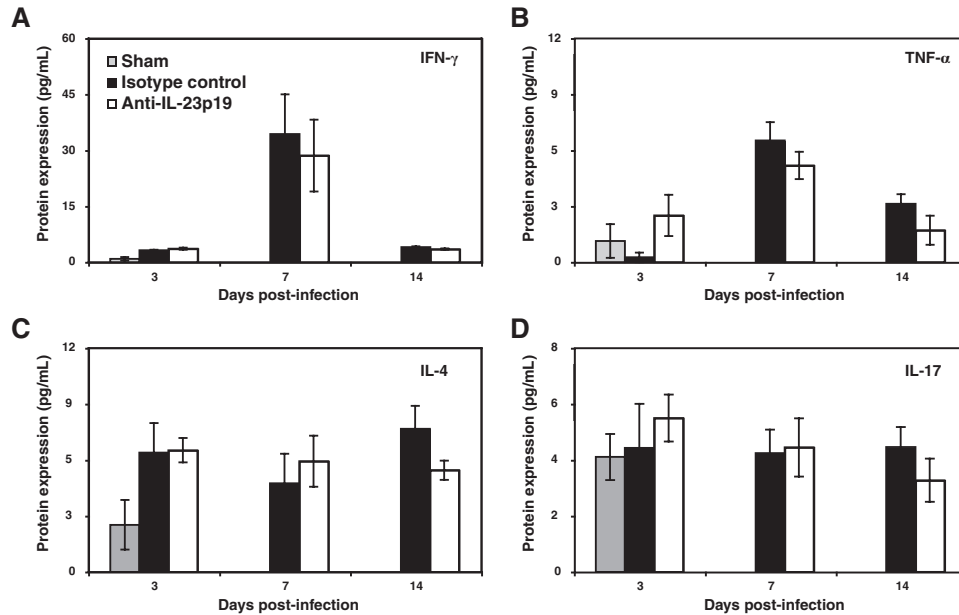 A
Protein expression (pg/mL)
60
45
30
15
0
IFN-γ
Sham
Isotype control
Anti-IL-23p19
3 7 14
Days post-infection
B
Protein expression (pg/mL)
12
9
5
3
0
TNF-α
3 7 14
Days post-infection
C
Protein expression (pg/mL)
12
9
5
3
0
IL-4
3 7 14
Days post-infection
D
Protein expression (pg/mL)
8
6
4
2
0
IL-17
3 7 14
Days post-infection